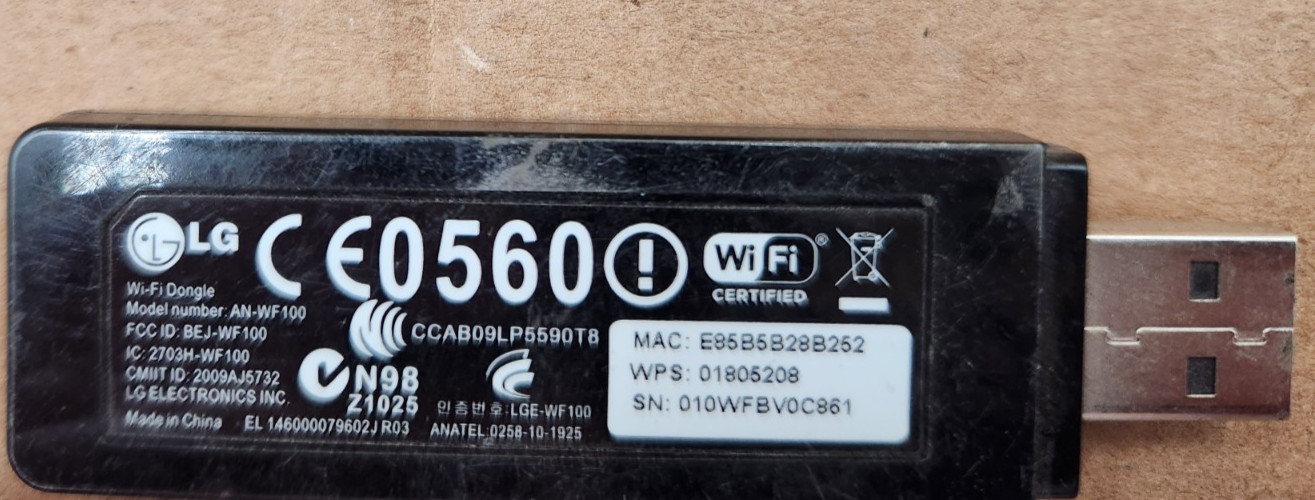 LG CE0560 Wi Fi ®
CERTIFIED
Wi-Fi Dongle
Model number: AN-WF100
FCC ID: BEJ-WF100
IC: 2703H-WF100
CMIIT ID: 2009AJ5732
LG ELECTRONICS INC.
Made in China
CCAB09LP5590T8
N98
Z1025
인증번호:LGE-WF100
EL 146000079602J R03
ANATEL:0258-10-1925
MAC: E85B5B28B252
WPS: 01805208
SN: 010WFBV0C861